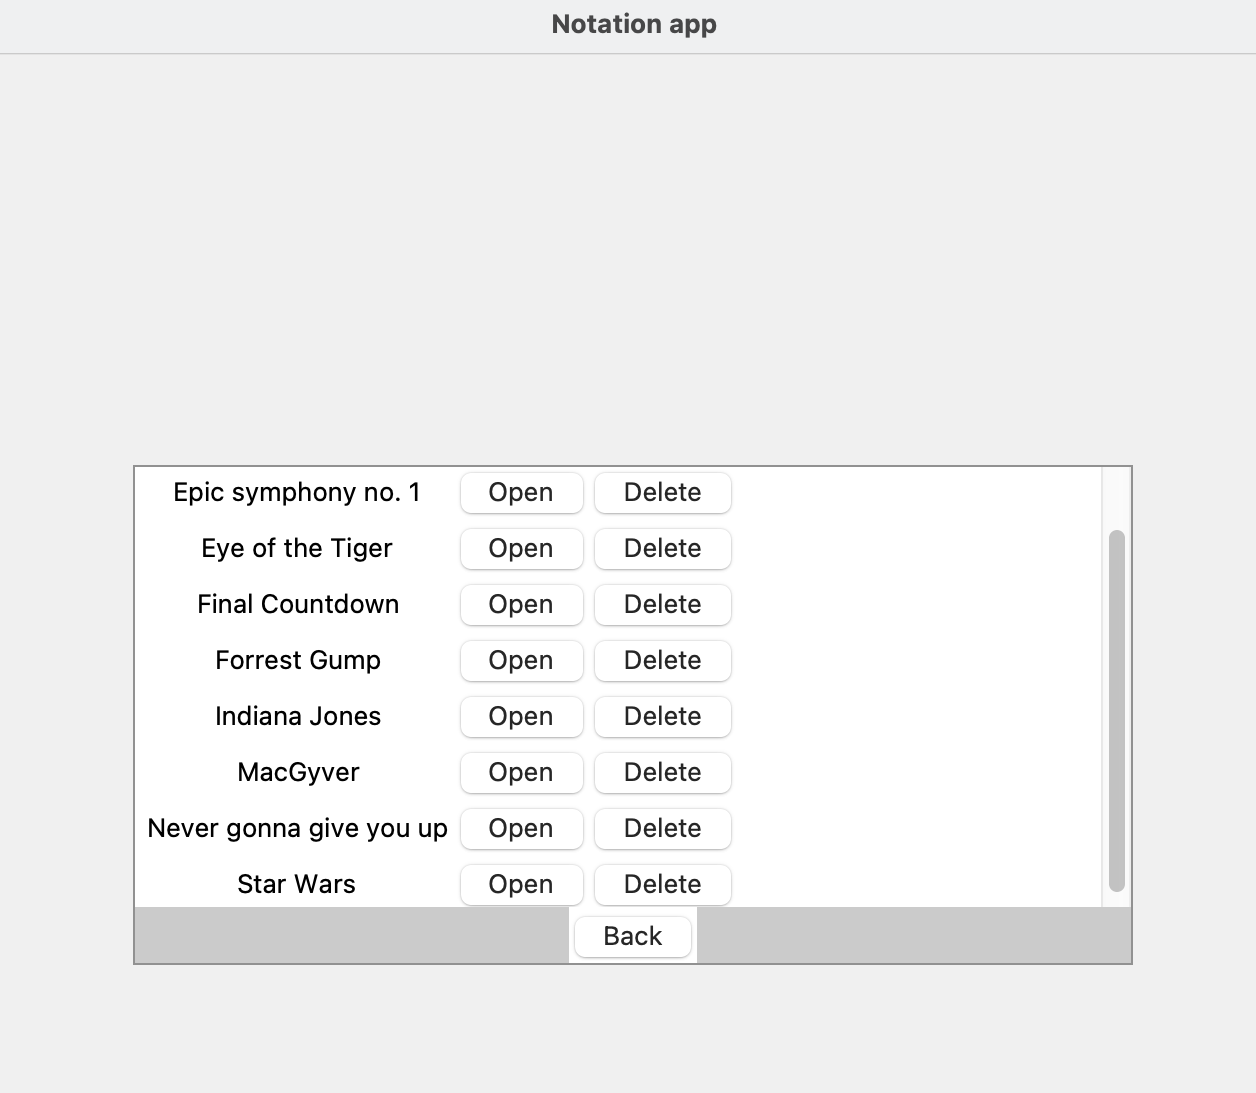 Notation app
Epic symphony no. 1 Open Delete
Eye of the Tiger Open Delete
Final Countdown Open Delete
Forrest Gump Open Delete
Indiana Jones Open Delete
MacGyver Open Delete
Never gonna give you up Open Delete
Star Wars Open Delete
Back